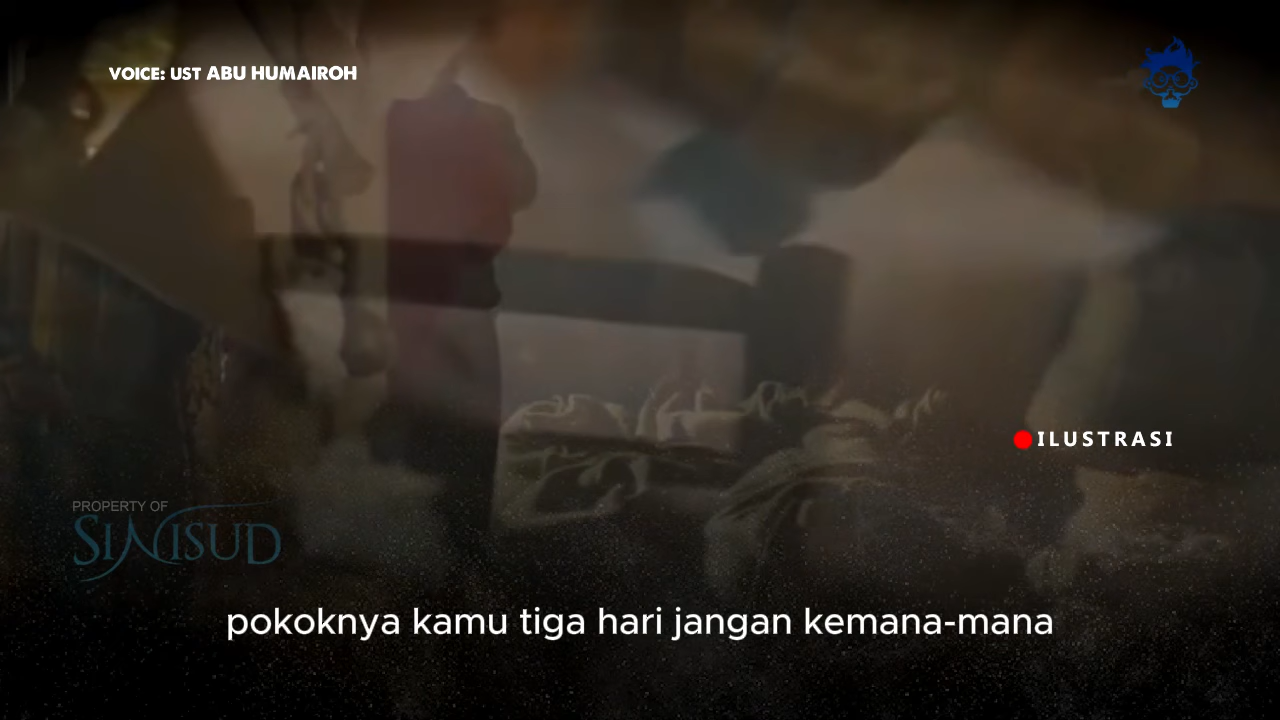 VOICE: UST ABU HUMAIROH
ILUSTRASI
PROPERTY OF
SINISUD
pokoknya kamu tiga hari jangan kemana-mana